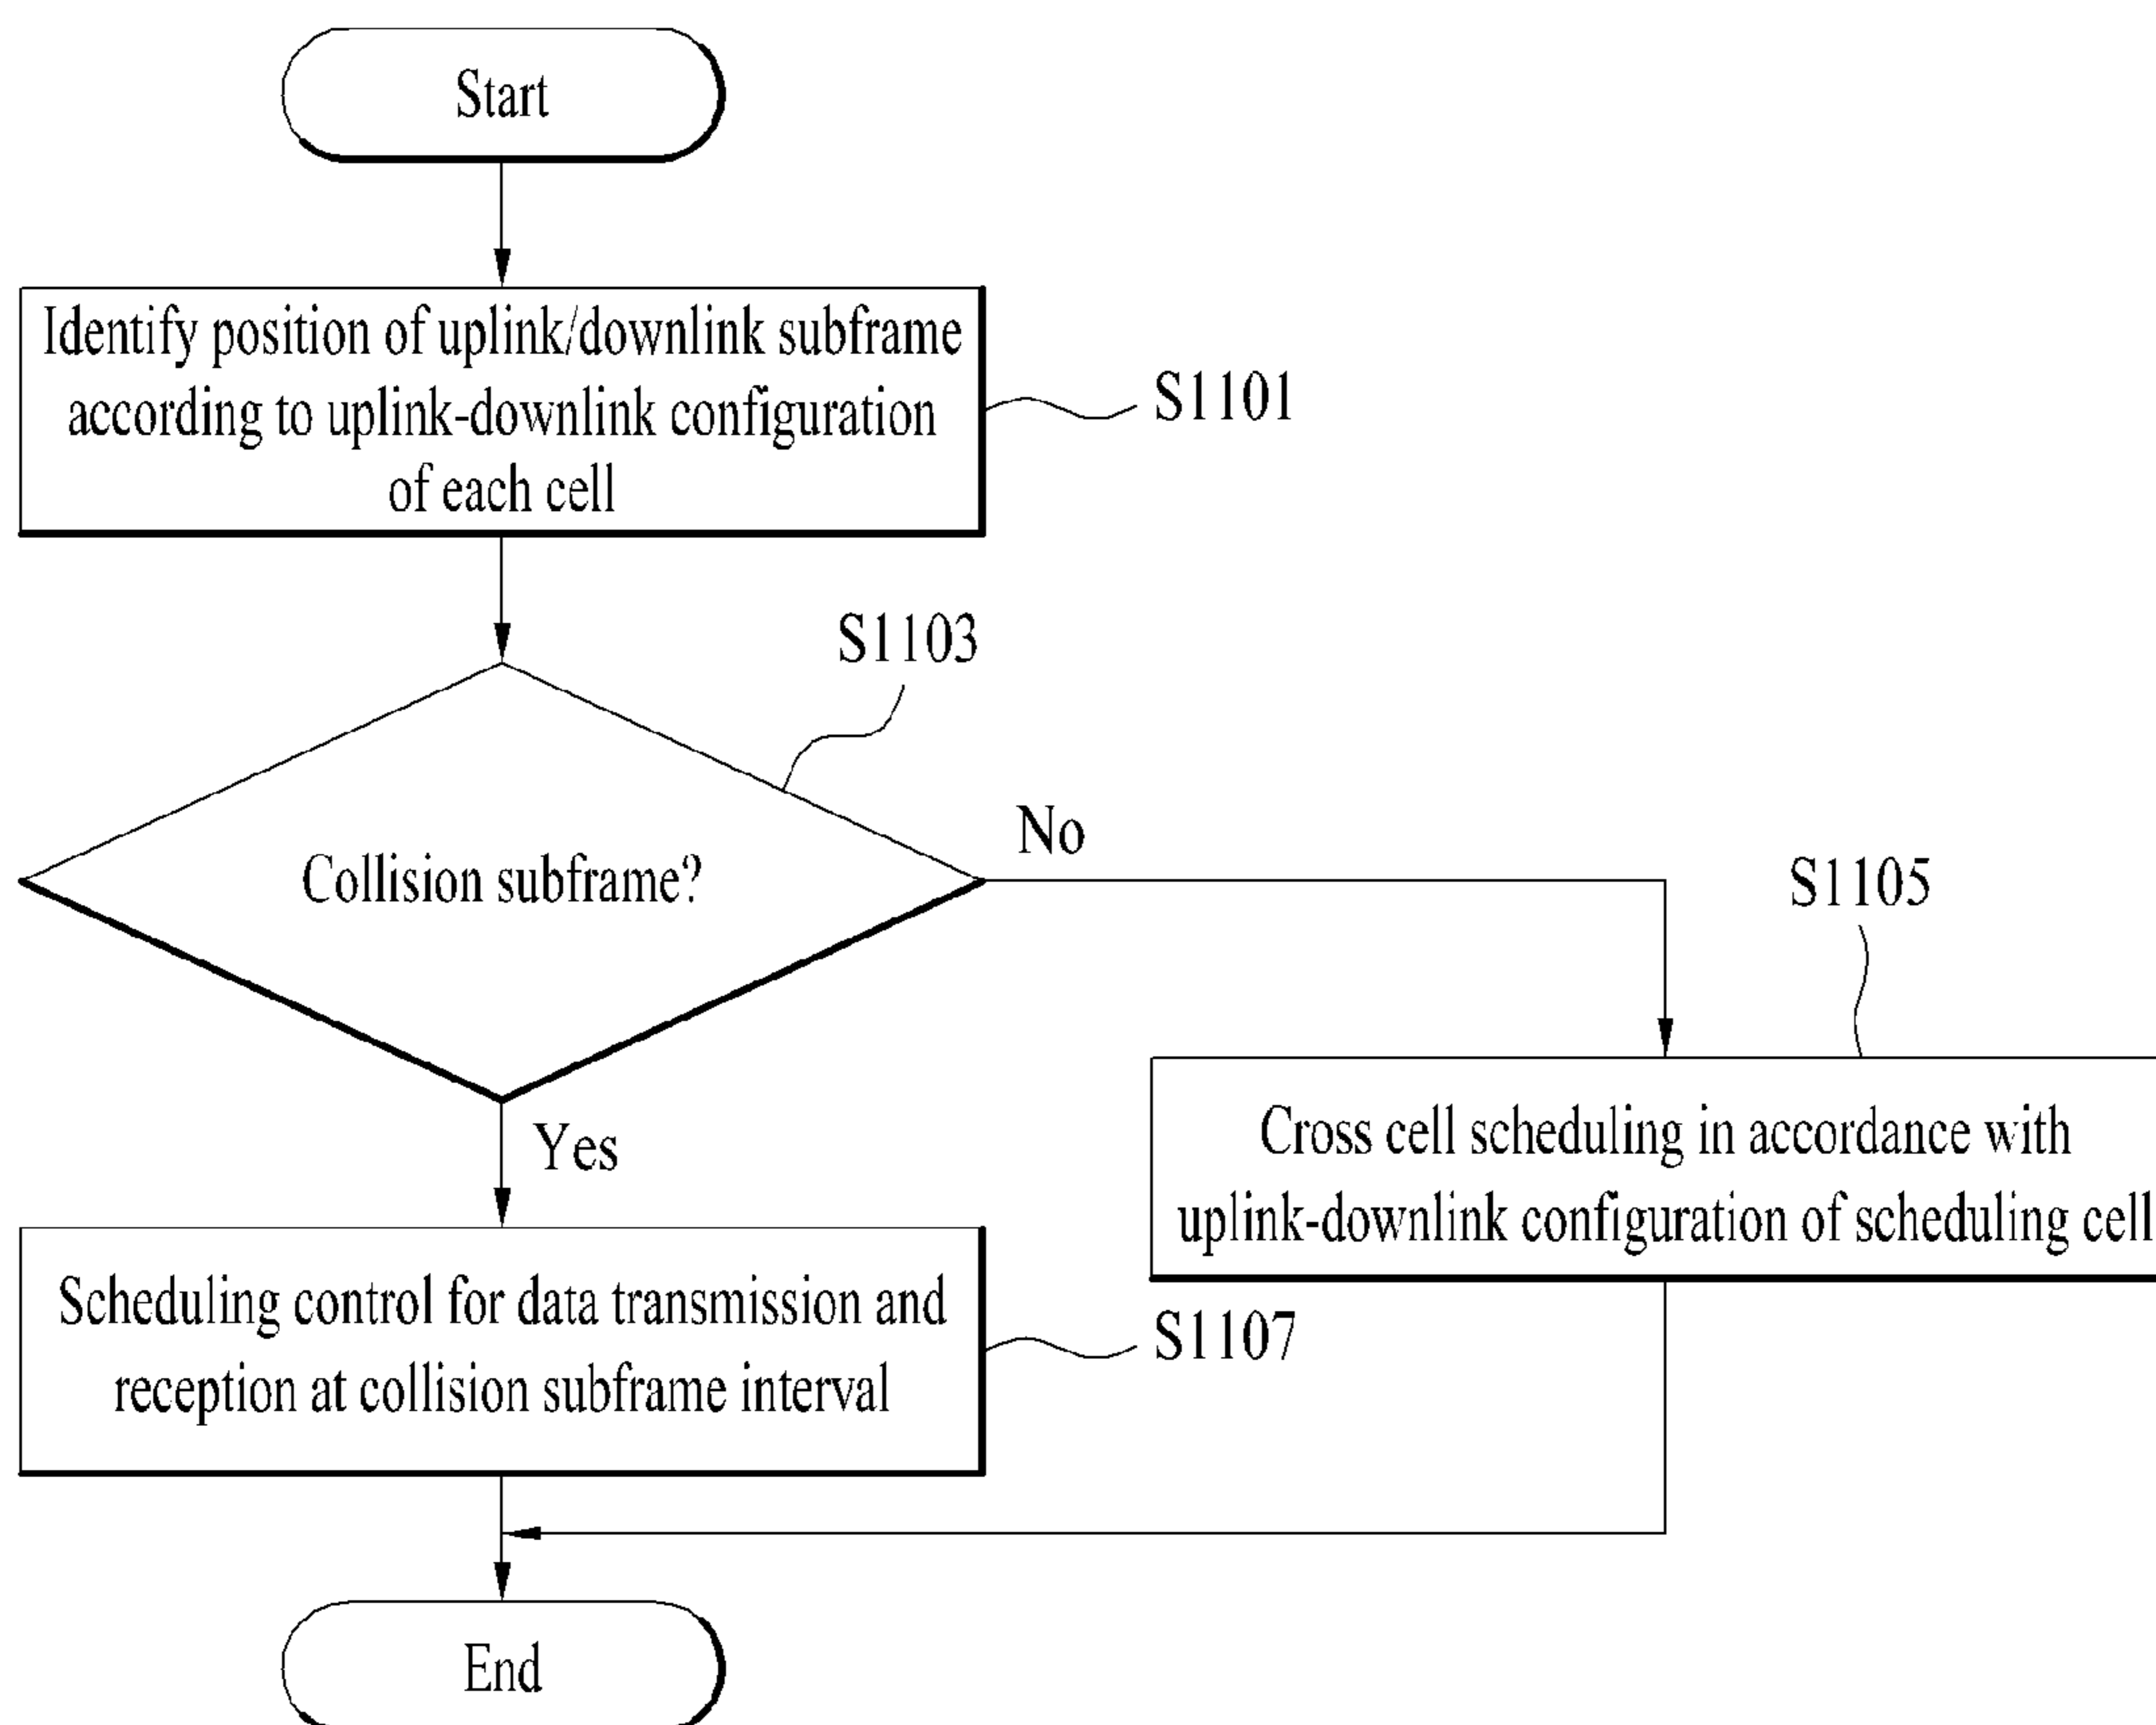 Start
Identify position of uplink/downlink subframe
according to uplink-downlink configuration
of each cell
S1101
S1103
Collision subframe?
No
S1105
Yes
Cross cell scheduling in accordance with
uplink-downlink configuration of scheduling cell
Scheduling control for data transmission and
reception at collision subframe interval
S1107
End